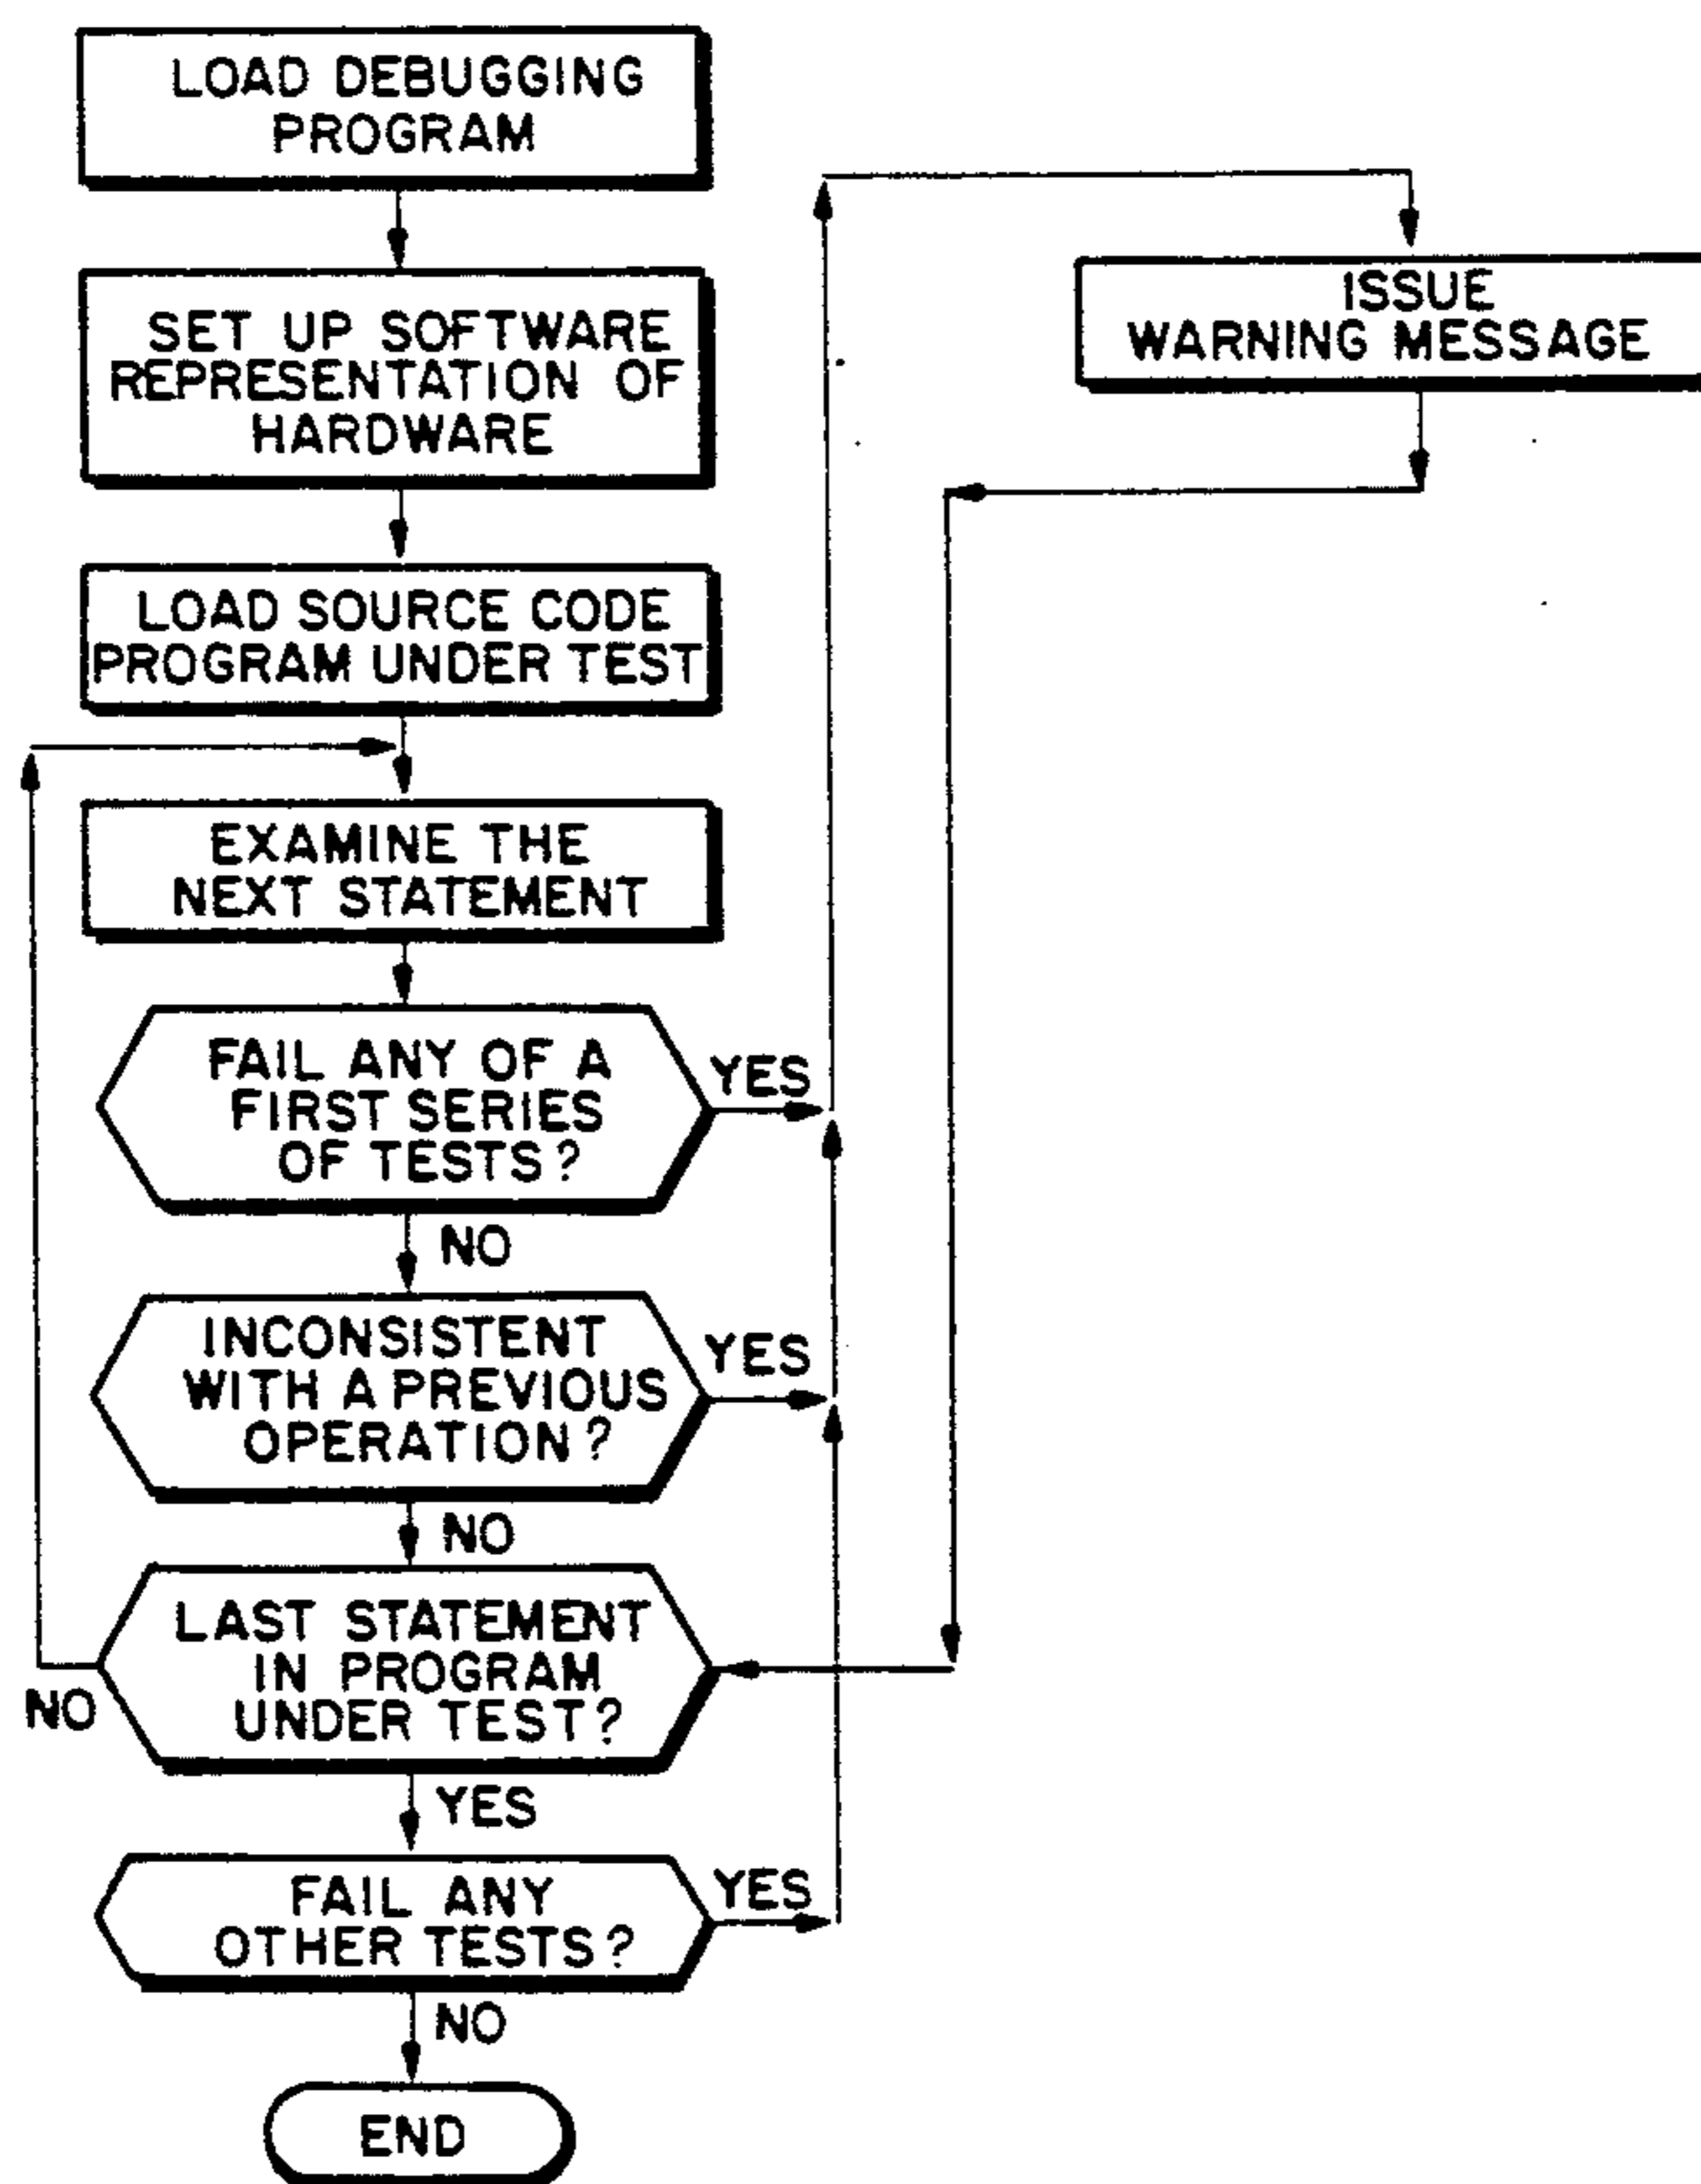 LOAD DEBUGGING
PROGRAM
SET UP SOFTWARE
REPRESENTATION OF
HARDWARE
LOAD SOURCE CODE
PROGRAM UNDER TEST
EXAMINE THE
NEXT STATEMENT
FAIL ANY OF A
FIRST SERIES
OF TESTS?
YES
NO
INCONSISTENT
WITH A PREVIOUS
OPERATION?
YES
NO
LAST STATEMENT
IN PROGRAM
UNDER TEST?
NO
YES
FAIL ANY
OTHER TESTS?
YES
NO
END
ISSUE
WARNING MESSAGE